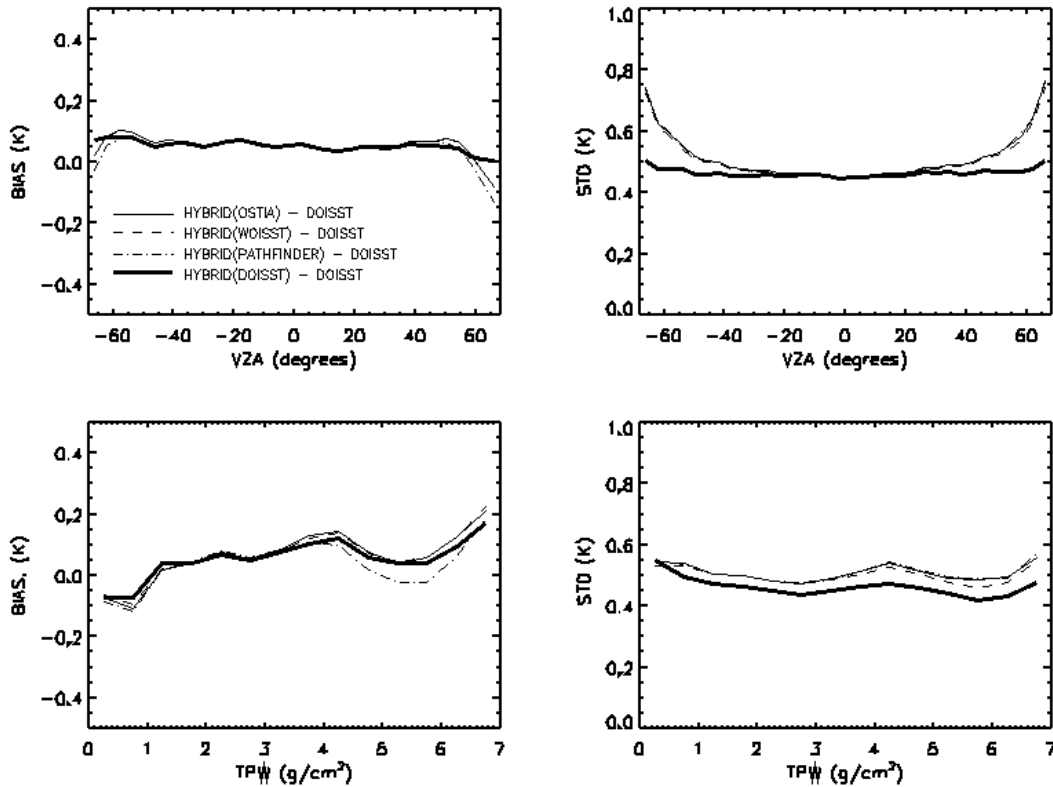 0.4
0.2
0.0
-0.2
-0.4
BIAS (K)
HYBRID(OSTIA) - DOISST
HYBRID(WOISST) - DOISST
HYBRID(PATHFINDER) - DOISST
HYBRID(DOISST) - DOISST
-60 -40 -20 0 20 40 60
VZA (degrees)
1.0
0.8
0.6
0.4
0.2
0.0
STD (K)
-60 -40 -20 0 20 40 60
VZA (degrees)
0.4
0.2
0.0
-0.2
-0.4
BIAS, (K)
0 1 2 3 4 5 6 7
TPW (g/cm²)
1.0
0.8
0.6
0.4
0.2
0.0
STD (K)
0 1 2 3 4 5 6 7
TPW (g/cm²)